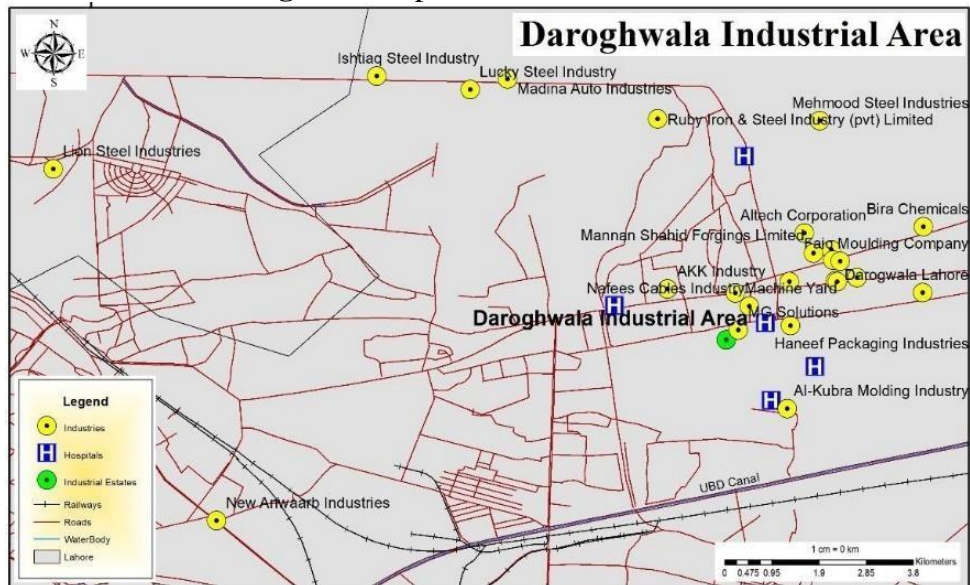 Daroghwala Industrial Area
N
W E
S
Ishtiaq Steel Industry
Lucky Steel Industry
Madina Auto Industries
Mehmood Steel Industries
Ruby Iron & Steel Industry (pvt) Limited
H
Lion Steel Industries
Bira Chemicals
Altech Corporation
Mannan Shahid Forgings Limited
Faiq Moulding Company
AKK Industry
Darogwala Lahore
Nafees Cables Industry
Machine Yard
H
Daroghwala Industrial Area
MG Solutions
H
Haneef Packaging Industries
H
Al-Kubra Molding Industry
H
UBD Canal
New Anwaarb Industries
Legend
Industries
H Hospitals
Industrial Estates
Railways
Roads
WaterBody
Lahore
1 cm = 0 km
Kilometers
0 0.475 0.95 1.9 2.85 3.8